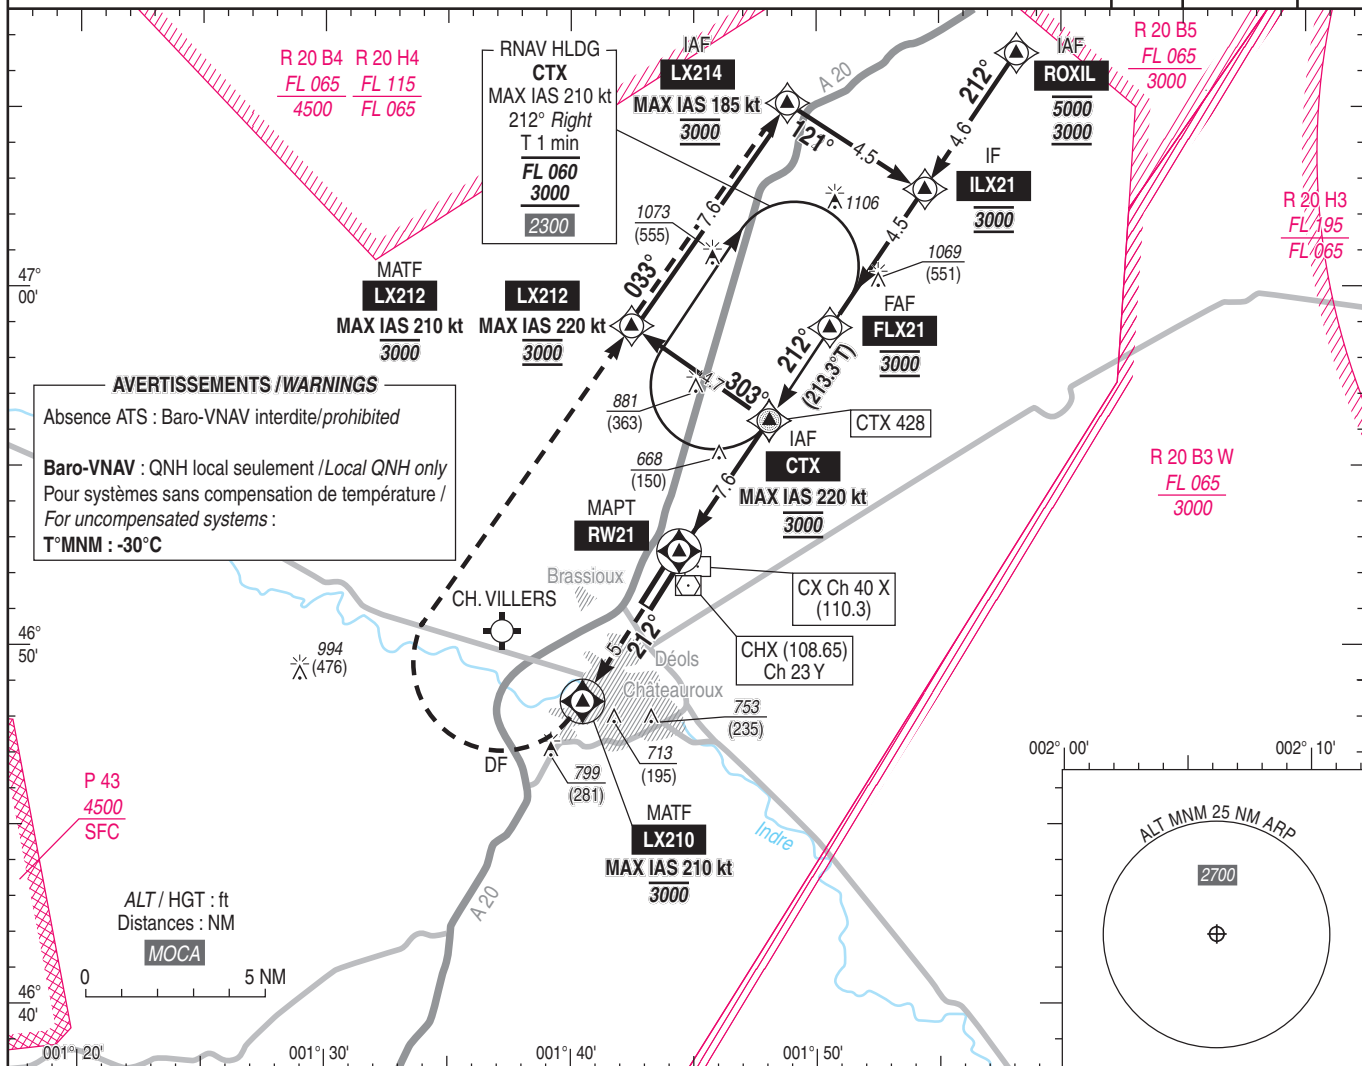 R 20 B4
FL 065
4500
R 20 H4
FL 115
FL 065
RNAV HLDG
CTX
MAX IAS 210 kt
212° Right
T 1 min
FL 060
3000
2300
IAF
LX214
MAX IAS 185 kt
3000
A 20
IAF
ROXIL
5000
3000
R 20 B5
FL 065
3000
212°
4.6
121°
4.5
IF
ILX21
3000
R 20 H3
FL 195
FL 065
1106
7.6
1073
(555)
4.5
1069
(551)
033°
47°
00'
MATF
LX212
MAX IAS 210 kt
3000
LX212
MAX IAS 220 kt
3000
FAF
FLX21
3000
212°
(213.3°T)
AVERTISSEMENTS / WARNINGS
Absence ATS : Baro-VNAV interdite/prohibited
Baro-VNAV : QNH local seulement / Local QNH only
Pour systèmes sans compensation de température /
For uncompensated systems :
T°MNM : -30°C
4.7
303°
881
(363)
CTX 428
IAF
CTX
MAX IAS 220 kt
3000
668
(150)
7.6
R 20 B3 W
FL 065
3000
MAPT
RW21
Brassioux
CX Ch 40 X
(110.3)
CH. VILLERS
CHX (108.65)
Ch 23 Y
46°
50'
994
(476)
5
212°
Déols
Châteauroux
753
(235)
713
(195)
DF
799
(281)
MATF
LX210
MAX IAS 210 kt
3000
Indre
P 43
4500
SFC
A 20
002° 00'
002° 10'
ALT MNM 25 NM ARP
2700
ALT / HGT : ft
Distances : NM
MOCA
0
5 NM
46°
40'
001° 20'
001° 30'
001° 40'
001° 50'